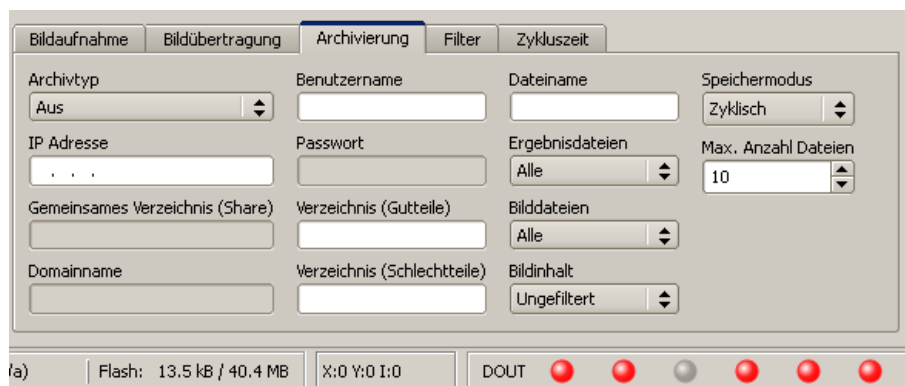 Bildaufnahme Bildübertragung Archivierung Filter Zykluszeit
Archivtyp Benutzername Dateiname Speichermodus
Aus Zyklisch
IP Adresse Passwort Ergebnisdateien Max. Anzahl Dateien
. . . Alle 10
Gemeinsames Verzeichnis (Share) Verzeichnis (Gutteile) Bilddateien
Alle
Domainname Verzeichnis (Schlechtteile) Bildinhalt
Ungefiltert
/a) Flash: 13.5 kB / 40.4 MB X:0 Y:0 I:0 DOUT